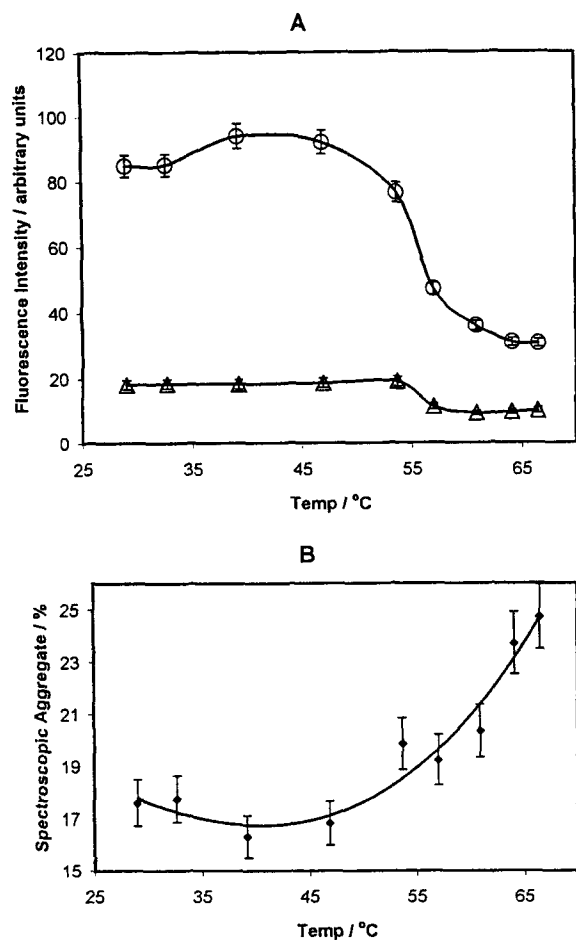 A
Fluorescence Intensity / arbitrary units
120
100
80
60
40
20
0
25 35 45 55 65
Temp / °C
B
Spectroscopic Aggregate / %
25
23
21
19
17
15
25 35 45 55 65
Temp / °C